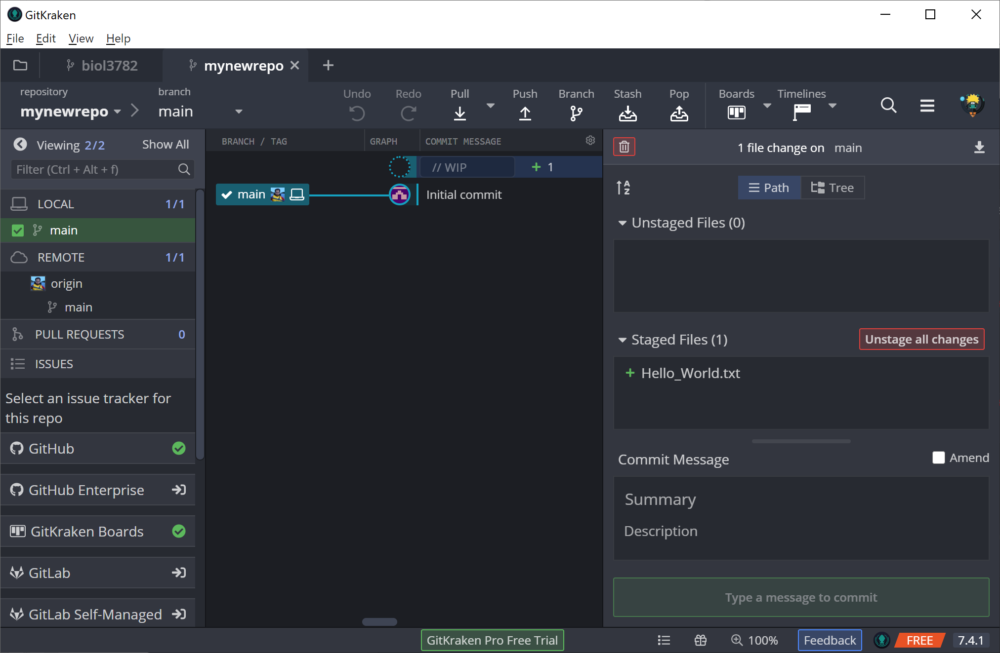 GitKraken
File Edit View Help
biol3782 mynewrepo
repository branch Undo Redo Pull Push Branch Stash Pop Boards Timelines
mynewrepo main
Viewing 2/2 Show All
Filter (Ctrl + Alt + f)
LOCAL 1/1
main
REMOTE 1/1
origin
main
PULL REQUESTS 0
ISSUES
Select an issue tracker for
this repo
GitHub
GitHub Enterprise
GitKraken Boards
GitLab
GitLab Self-Managed
BRANCH / TAG GRAPH COMMIT MESSAGE
// WIP + 1
main Initial commit
1 file change on main
A
Z
Path Tree
Unstaged Files (0)
Staged Files (1) Unstage all changes
+ Hello_World.txt
Commit Message Amend
Summary
Description
Type a message to commit
GitKraken Pro Free Trial 100% Feedback FREE 7.4.1